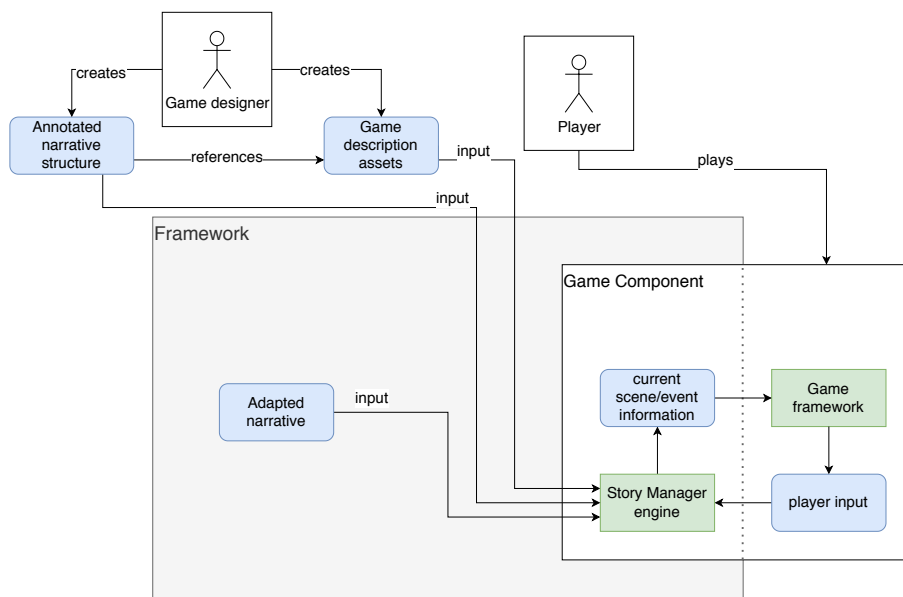 Game designer
Player
creates
creates
Annotated
narrative
structure
references
Game
description
assets
input
plays
input
Framework
Game Component
Adapted
narrative
input
current
scene/event
information
Game
framework
Story Manager
engine
player input